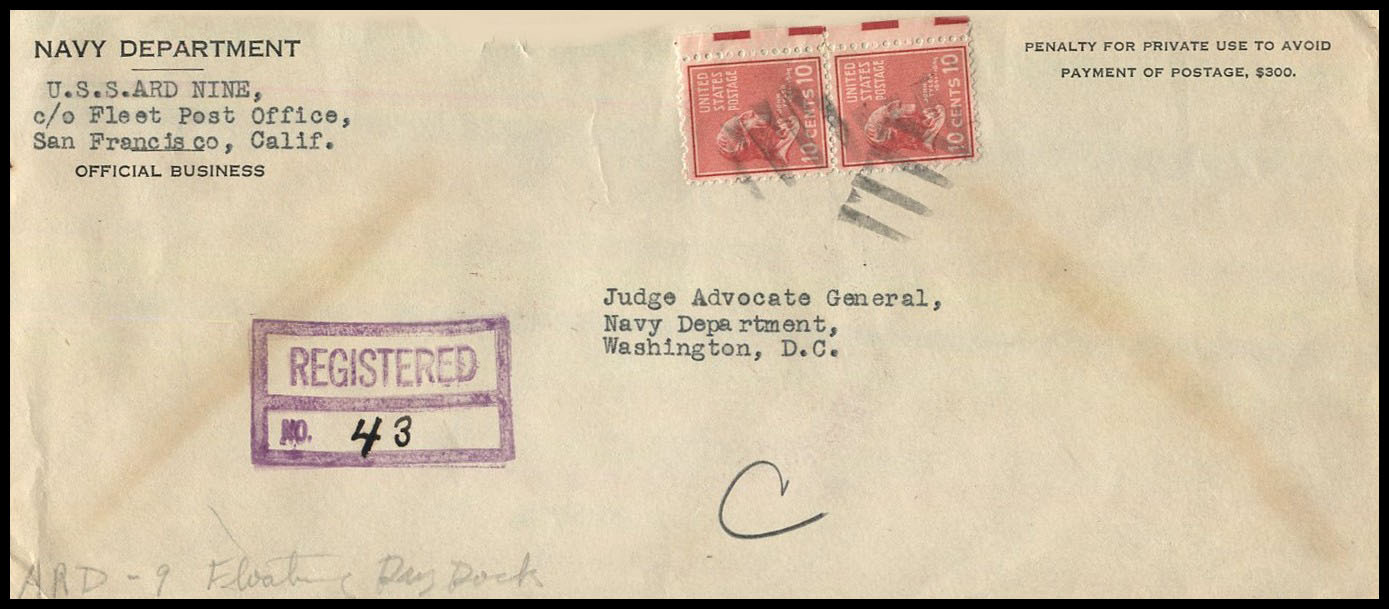 NAVY DEPARTMENT
U.S.S.ARD NINE,
c/o Fleet Post Office,
San Francisco, Calif.
OFFICIAL BUSINESS
UNITED
STATES
POSTAGE
10 CENTS 10
UNITED
STATES
POSTAGE
10 CENTS 10
PENALTY FOR PRIVATE USE TO AVOID
PAYMENT OF POSTAGE, $300.
Judge Advocate General,
Navy Department,
Washington, D.C.
REGISTERED
NO. 43
C
ARD - 9 Floating Dry Dock